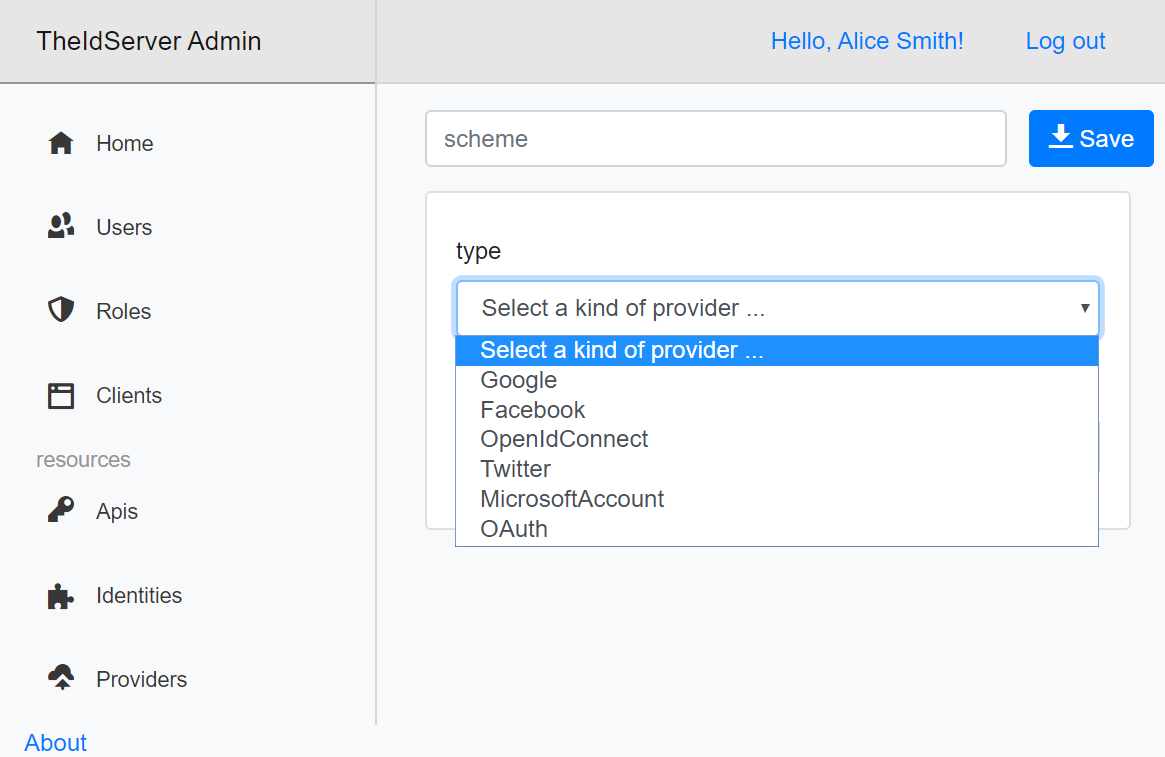 TheIdServer Admin
Hello, Alice Smith!
Log out
Home
Users
Roles
Clients
resources
Apis
Identities
Providers
About
scheme
Save
type
Select a kind of provider ...
Select a kind of provider ...
Google
Facebook
OpenIdConnect
Twitter
MicrosoftAccount
OAuth